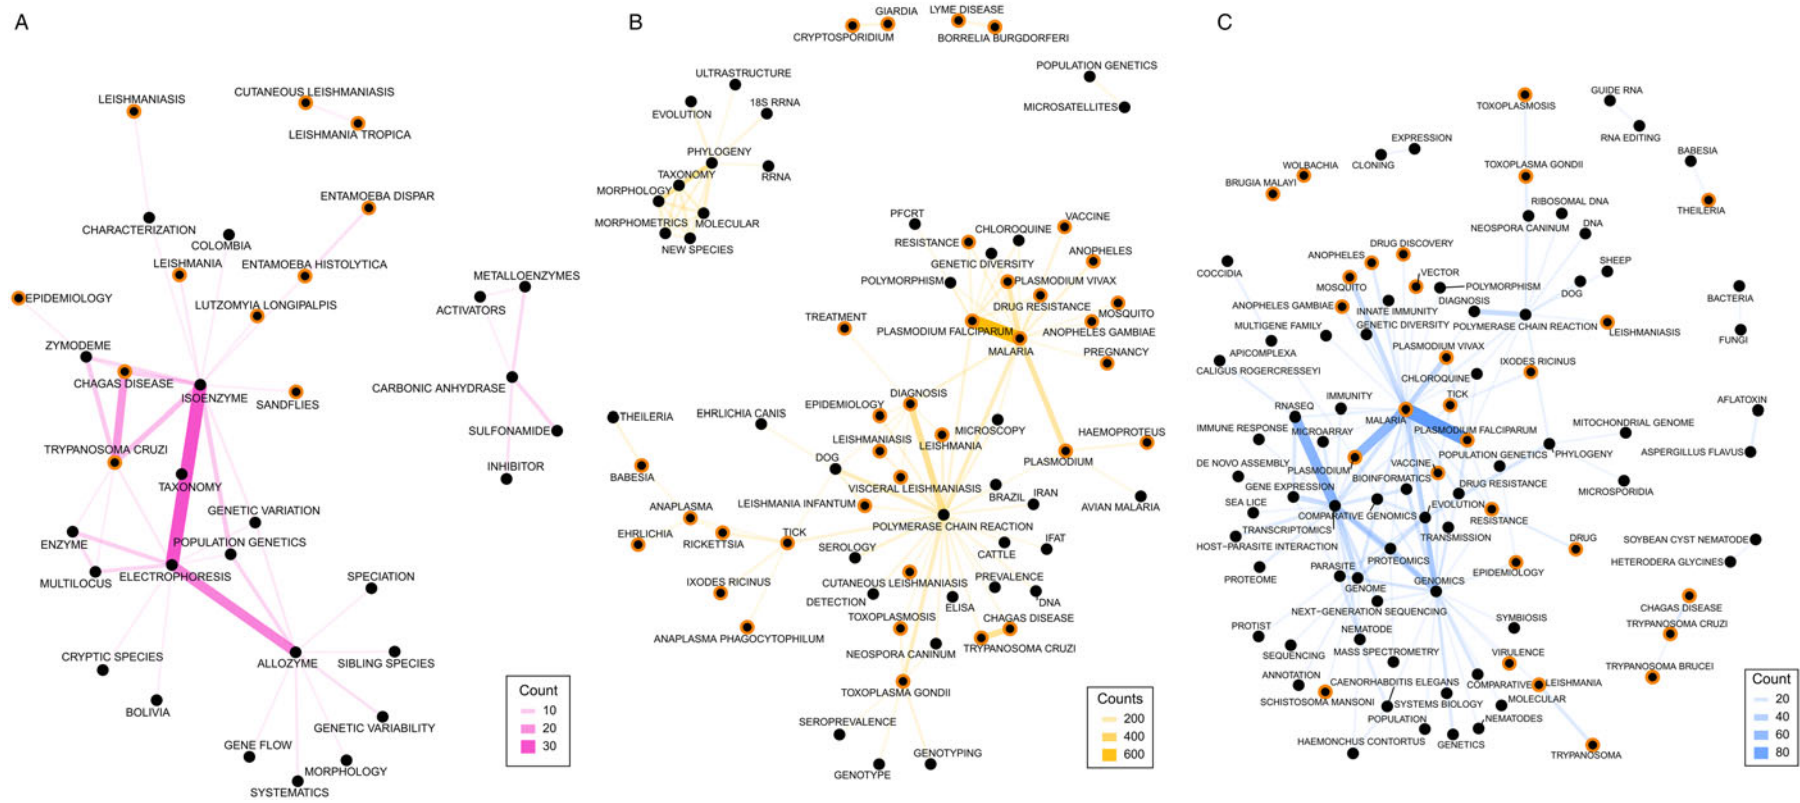 A
LEISHMANIASIS
CUTANEOUS LEISHMANIASIS
LEISHMANIA TROPICA
ENTAMOEBA DISPAR
CHARACTERIZATION
COLOMBIA
LEISHMANIA
ENTAMOEBA HISTOLYTICA
METALLOENZYMES
EPIDEMIOLOGY
LUTZOMYIA LONGIPALPIS
ACTIVATORS
ZYMODEME
CHAGAS DISEASE
ISOENZYME
SANDFLIES
CARBONIC ANHYDRASE
SULFONAMIDE
TRYPANOSOMA CRUZI
INHIBITOR
TAXONOMY
GENETIC VARIATION
ENZYME
POPULATION GENETICS
MULTILOCUS
ELECTROPHORESIS
SPECIATION
CRYPTIC SPECIES
ALLOZYME
SIBLING SPECIES
BOLIVIA
GENETIC VARIABILITY
GENE FLOW
MORPHOLOGY
SYSTEMATICS
Count
10
20
30
B
GIARDIA
LYME DISEASE
CRYPTOSPORIDIUM
BORRELIA BURGDORFERI
POPULATION GENETICS
ULTRASTRUCTURE
18S RRNA
MICROSATELLITES
EVOLUTION
PHYLOGENY
TAXONOMY
RRNA
MORPHOLOGY
MORPHOMETRICS
MOLECULAR
NEW SPECIES
PFCRT
VACCINE
CHLOROQUINE
RESISTANCE
ANOPHELES
GENETIC DIVERSITY
POLYMORPHISM
PLASMODIUM VIVAX
DRUG RESISTANCE
MOSQUITO
TREATMENT
PLASMODIUM FALCIPARUM
ANOPHELES GAMBIAE
MALARIA
PREGNANCY
DIAGNOSIS
EPIDEMIOLOGY
THEILERIA
EHRLICHIA CANIS
MICROSCOPY
HAEMOPROTEUS
LEISHMANIASIS
LEISHMANIA
DOG
PLASMODIUM
BABESIA
VISCERAL LEISHMANIASIS
BRAZIL
IRAN
ANAPLASMA
LEISHMANIA INFANTUM
AVIAN MALARIA
POLYMERASE CHAIN REACTION
EHRLICHIA
RICKETTSIA
TICK
IFAT
SEROLOGY
CATTLE
IXODES RICINUS
CUTANEOUS LEISHMANIASIS
PREVALENCE
DETECTION
ELISA
DNA
TOXOPLASMOSIS
CHAGAS DISEASE
ANAPLASMA PHAGOCYTOPHILUM
NEOSPORA CANINUM
TRYPANOSOMA CRUZI
TOXOPLASMA GONDII
SEROPREVALENCE
GENOTYPING
GENOTYPE
Counts
200
400
600
C
GUIDE RNA
TOXOPLASMOSIS
EXPRESSION
RNA EDITING
WOLBACHIA
CLONING
TOXOPLASMA GONDII
BABESIA
BRUGIA MALAYI
RIBOSOMAL DNA
THEILERIA
NEOSPORA CANINUM
DNA
DRUG DISCOVERY
ANOPHELES
COCCIDIA
VECTOR
SHEEP
MOSQUITO
POLYMORPHISM
DOG
ANOPHELES GAMBIAE
DIAGNOSIS
BACTERIA
INNATE IMMUNITY
MULTIGENE FAMILY
GENETIC DIVERSITY
POLYMERASE CHAIN REACTION
LEISHMANIASIS
FUNGI
APICOMPLEXA
PLASMODIUM VIVAX
IXODES RICINUS
CALIGUS ROGERCRESSEYI
CHLOROQUINE
RNASEQ
IMMUNITY
TICK
AFLATOXIN
MALARIA
IMMUNE RESPONSE
MICROARRAY
PLASMODIUM FALCIPARUM
MITOCHONDRIAL GENOME
POPULATION GENETICS
PHYLOGENY
ASPERGILLUS FLAVUS
DE NOVO ASSEMBLY
PLASMODIUM
VACCINE
BIOINFORMATICS
DRUG RESISTANCE
MICROSPORIDIA
GENE EXPRESSION
SEA LICE
COMPARATIVE GENOMICS
EVOLUTION
RESISTANCE
TRANSCRIPTOMICS
TRANSMISSION
HOST−PARASITE INTERACTION
DRUG
SOYBEAN CYST NEMATODE
PROTEOMICS
HETERODERA GLYCINES
PROTEOME
PARASITE
EPIDEMIOLOGY
GENOME
GENOMICS
CHAGAS DISEASE
NEXT−GENERATION SEQUENCING
SYMBIOSIS
PROTIST
NEMATODE
TRYPANOSOMA CRUZI
SEQUENCING
MASS SPECTROMETRY
VIRULENCE
TRYPANOSOMA BRUCEI
ANNOTATION
CAENORHABDITIS ELEGANS
COMPARATIVE
LEISHMANIA
SCHISTOSOMA MANSONI
SYSTEMS BIOLOGY
MOLECULAR
POPULATION
NEMATODES
HAEMONCHUS CONTORTUS
GENETICS
TRYPANOSOMA
Count
20
40
60
80